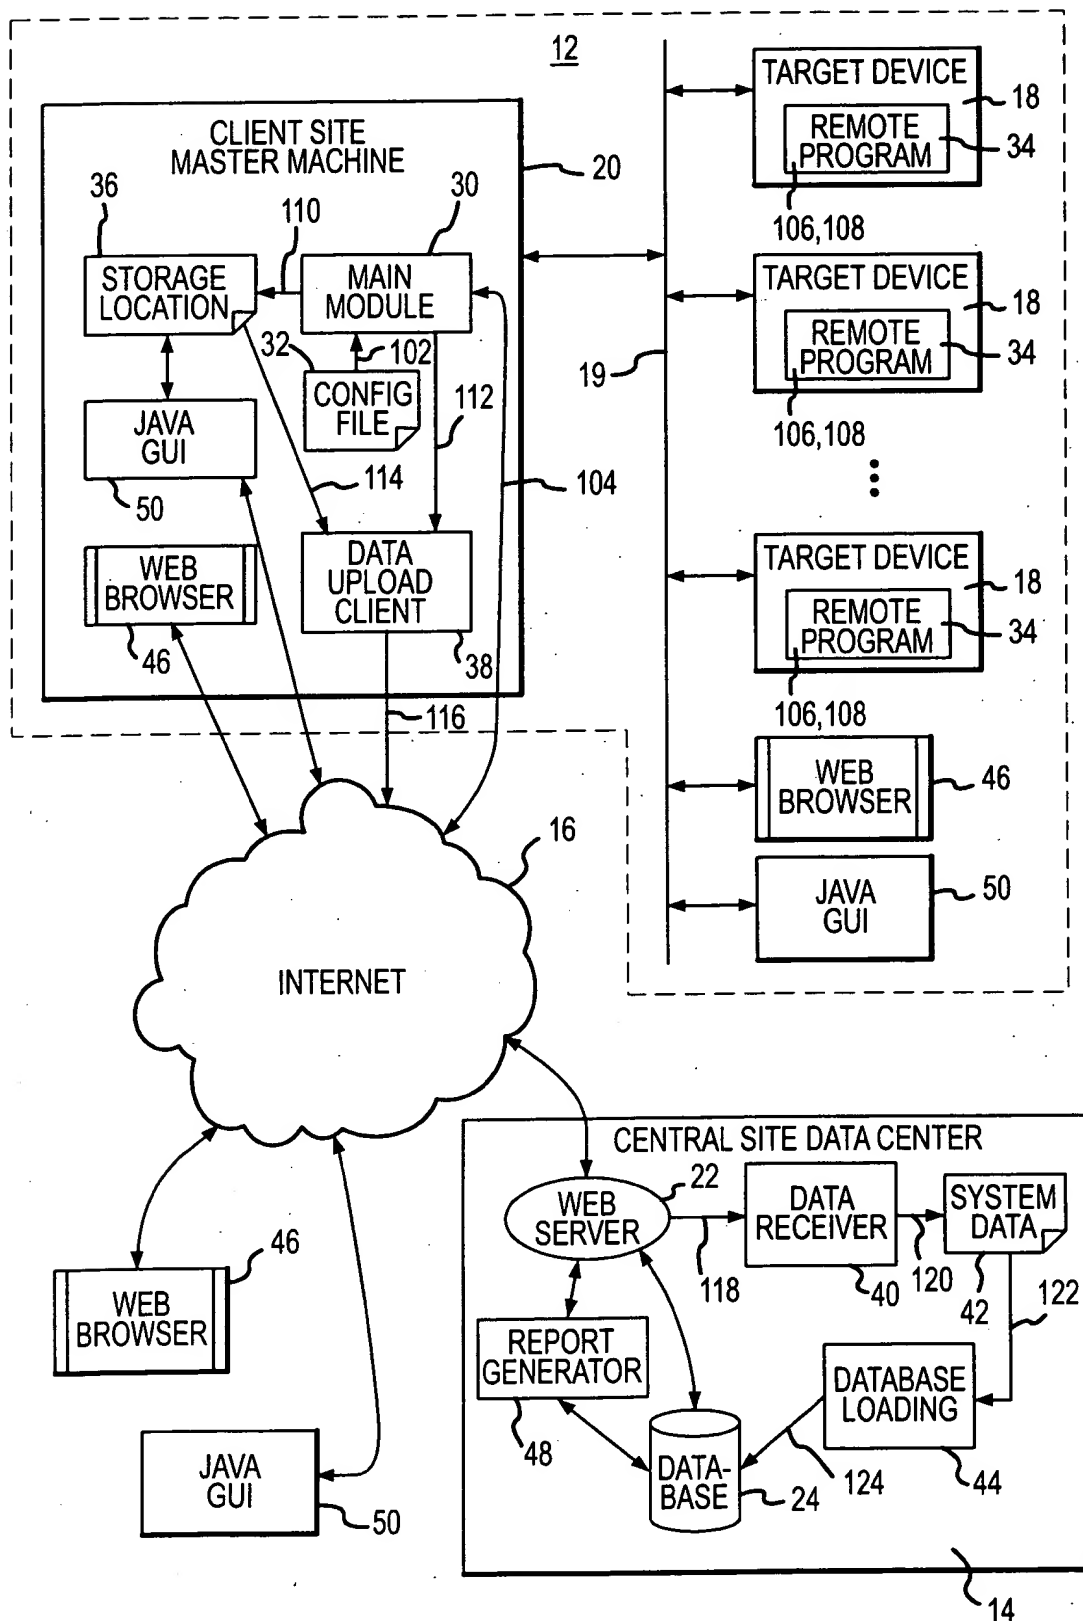 12
CLIENT SITE
MASTER MACHINE
20
36
110
30
STORAGE
LOCATION
MAIN
MODULE
32
102
CONFIG
FILE
112
JAVA
GUI
50
114
104
WEB
BROWSER
46
DATA
UPLOAD
CLIENT
38
116
19
TARGET DEVICE
18
REMOTE
PROGRAM
34
106,108
TARGET DEVICE
18
REMOTE
PROGRAM
34
106,108
TARGET DEVICE
18
REMOTE
PROGRAM
34
106,108
WEB
BROWSER
46
JAVA
GUI
50
16
INTERNET
46
WEB
BROWSER
JAVA
GUI
50
CENTRAL SITE DATA CENTER
WEB
SERVER
22
118
DATA
RECEIVER
40
120
SYSTEM
DATA
42
122
REPORT
GENERATOR
48
DATABASE
LOADING
44
124
DATA-
BASE
24
14